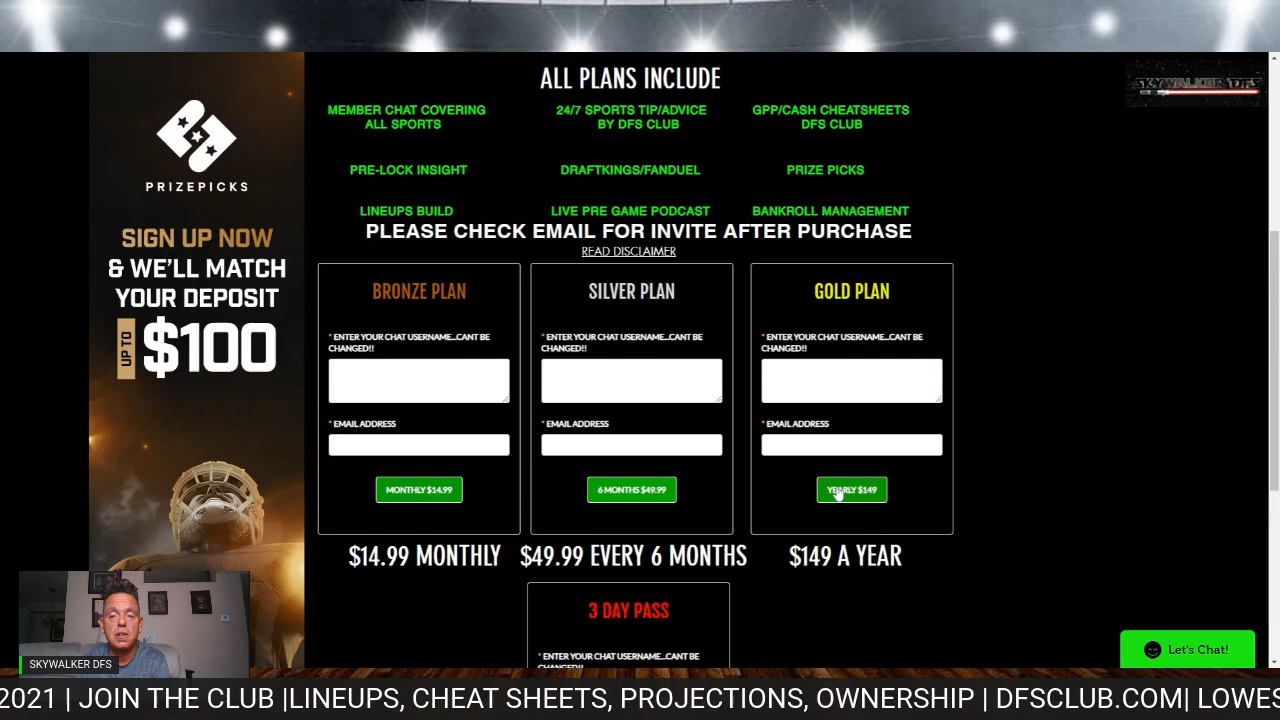 ALL PLANS INCLUDE
SKYWALKER DFS
MEMBER CHAT COVERING
ALL SPORTS
24/7 SPORTS TIP/ADVICE
BY DFS CLUB
GPP/CASH CHEATSHEETS
DFS CLUB
PRE-LOCK INSIGHT
DRAFTKINGS/FANDUEL
PRIZE PICKS
LINEUPS BUILD
LIVE PRE GAME PODCAST
BANKROLL MANAGEMENT
PLEASE CHECK EMAIL FOR INVITE AFTER PURCHASE
READ DISCLAIMER
PRIZEPICKS
SIGN UP NOW
& WE'LL MATCH
YOUR DEPOSIT
UP TO $100
BRONZE PLAN
* ENTER YOUR CHAT USERNAME...CANT BE
CHANGED!!
* EMAIL ADDRESS
MONTHLY $14.99
SILVER PLAN
* ENTER YOUR CHAT USERNAME...CANT BE
CHANGED!!
* EMAIL ADDRESS
6 MONTHS $49.99
GOLD PLAN
* ENTER YOUR CHAT USERNAME...CANT BE
CHANGED!!
* EMAIL ADDRESS
YEARLY $149
$14.99 MONTHLY
$49.99 EVERY 6 MONTHS
$149 A YEAR
3 DAY PASS
* ENTER YOUR CHAT USERNAME...CANT BE
CHANGED!!
Let's Chat!
SKYWALKER DFS
2021 | JOIN THE CLUB |LINEUPS, CHEAT SHEETS, PROJECTIONS, OWNERSHIP | DFSCLUB.COM| LOWES